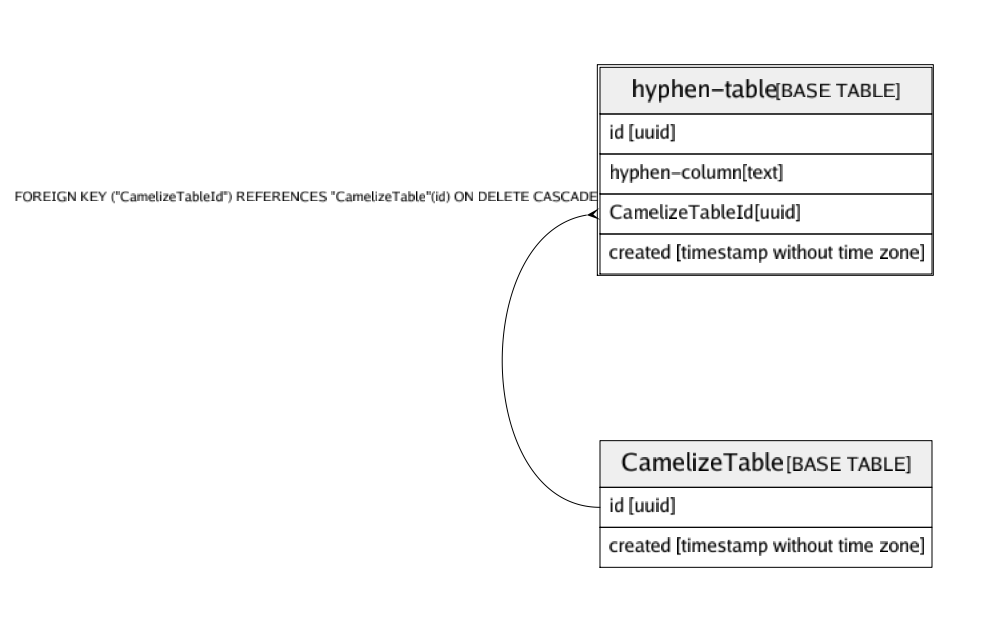 hyphen-table[BASE TABLE]
id [uuid]
hyphen-column[text]
FOREIGN KEY ("CamelizeTableId") REFERENCES "CamelizeTable"(id) ON DELETE CASCADE
CamelizeTableId[uuid]
created [timestamp without time zone]
CamelizeTable[BASE TABLE]
id [uuid]
created [timestamp without time zone]